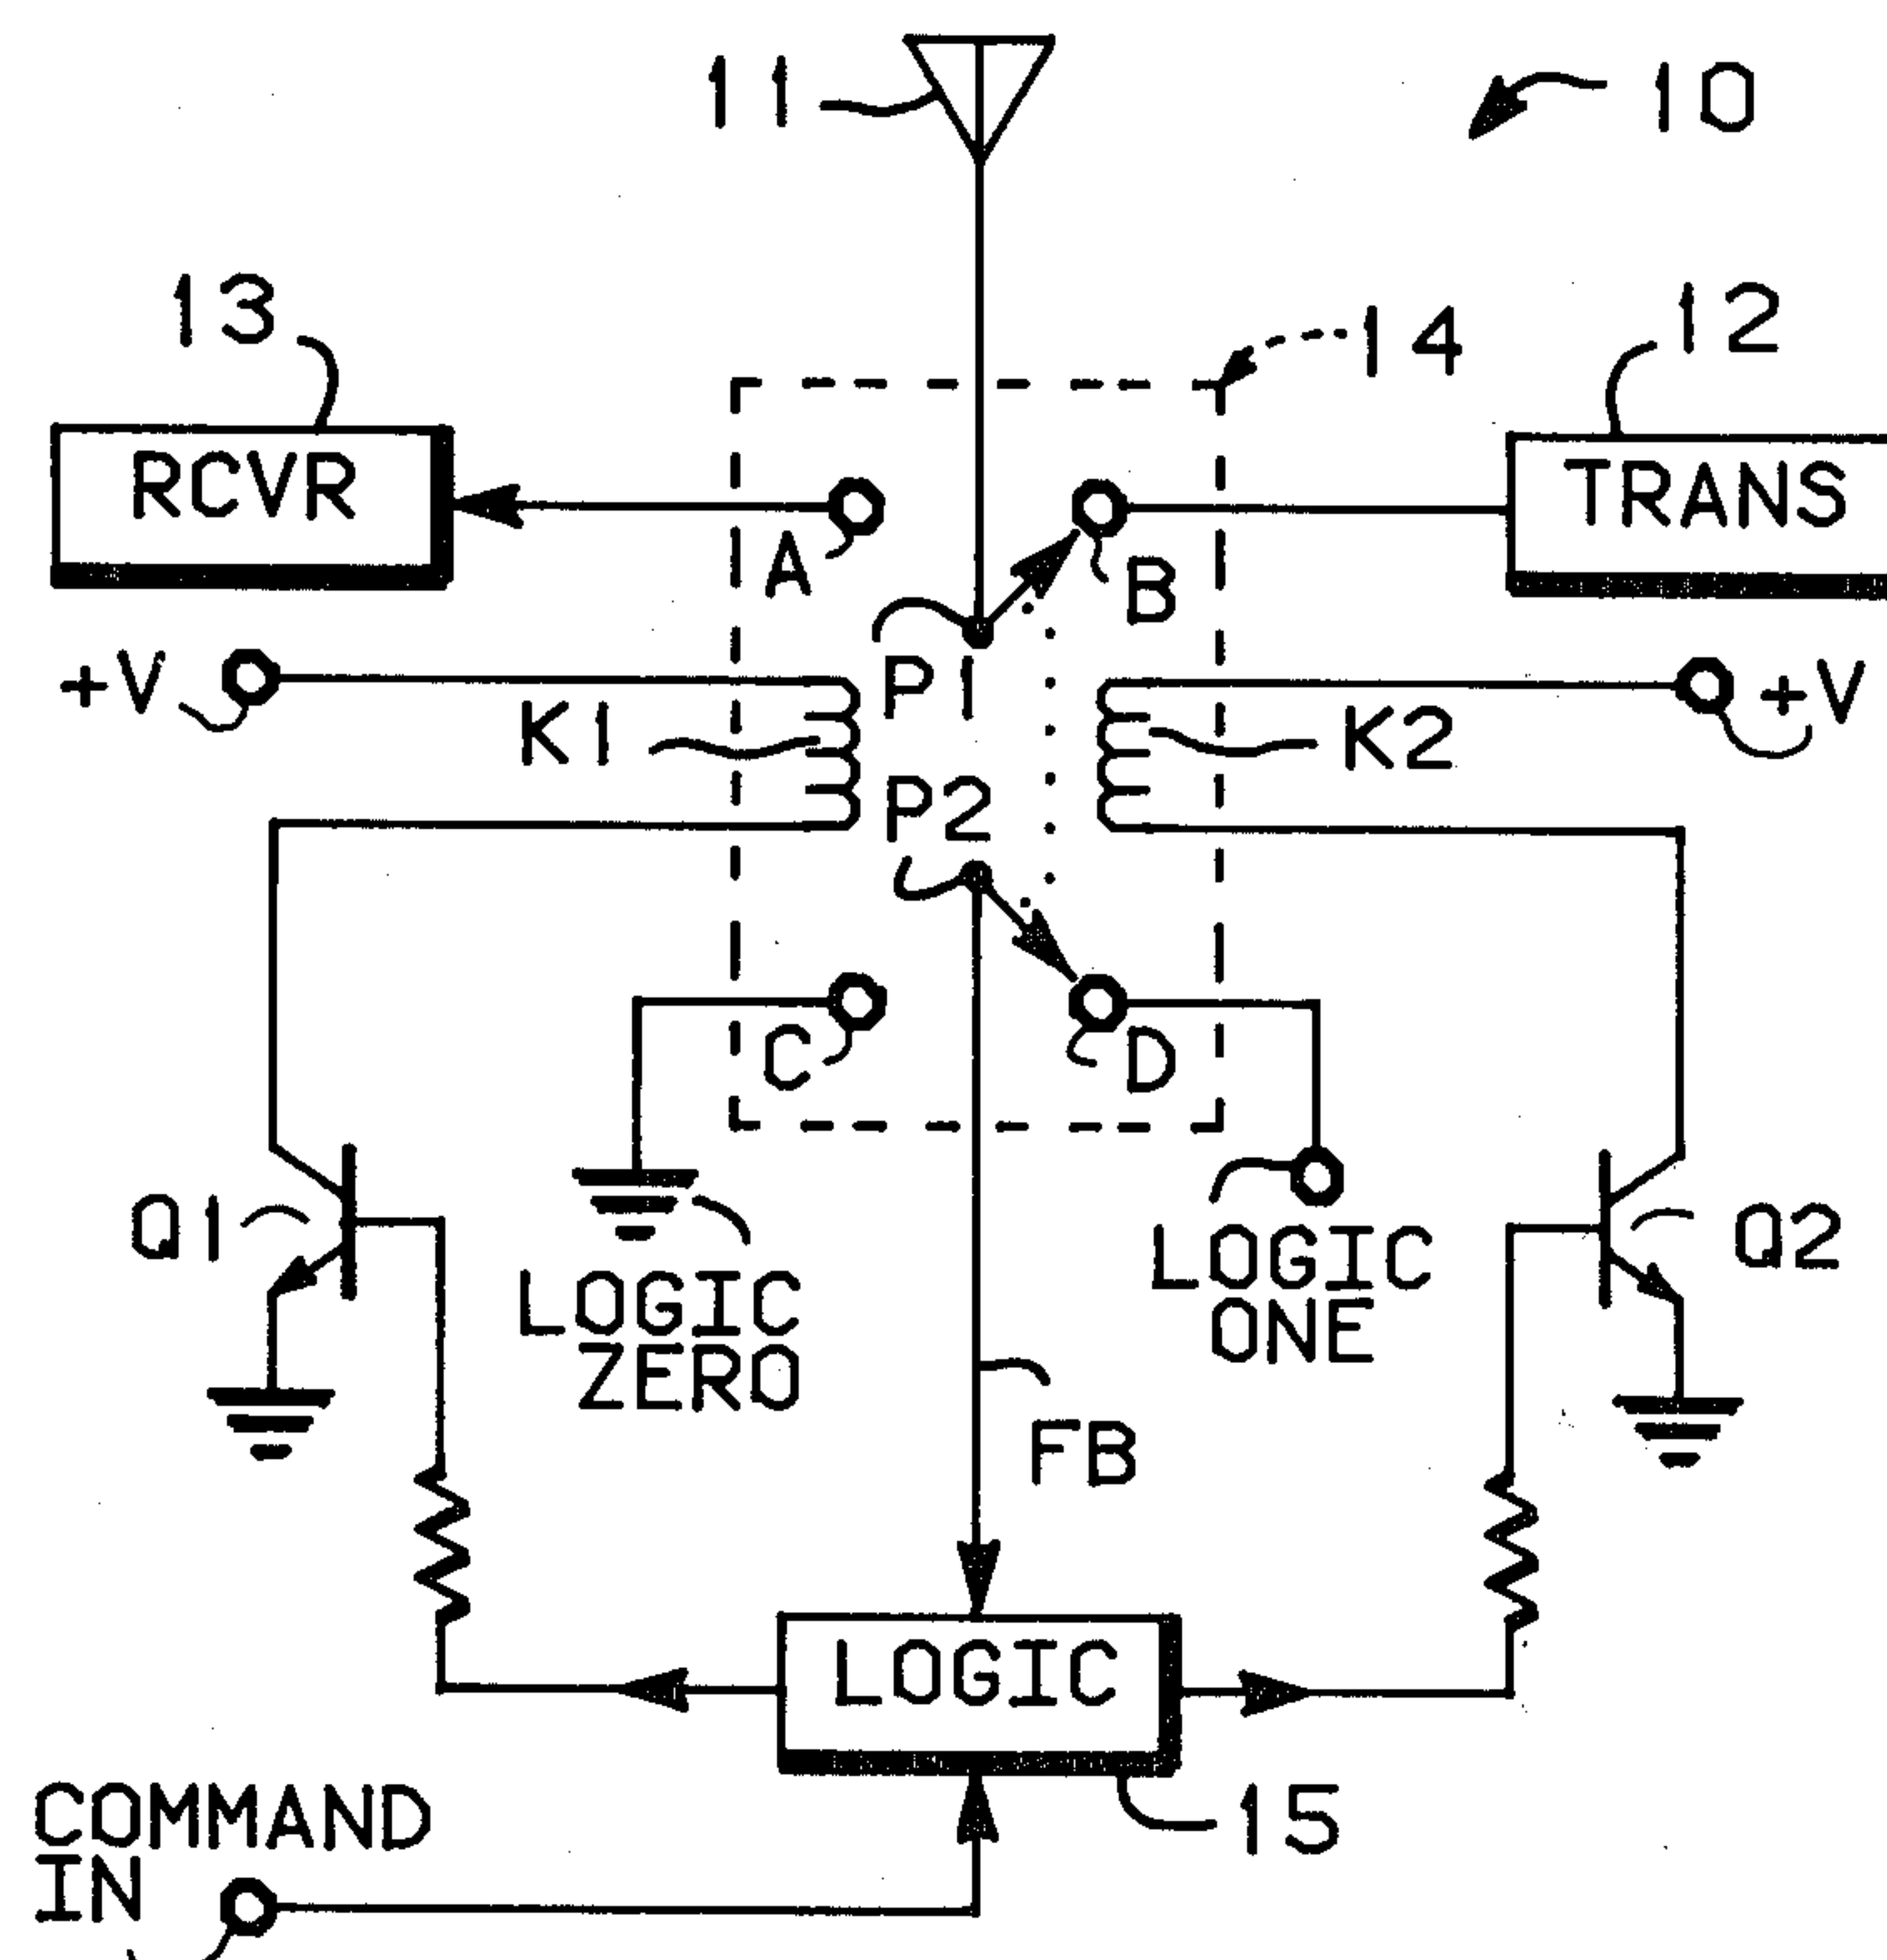 11
10
13
14
12
RCVR
TRANS
A
B
+V
P1
+V
K1
K2
P2
C
D
Q1
Q2
LOGIC
ZERO
LOGIC
ONE
FB
LOGIC
COMMAND
IN
15